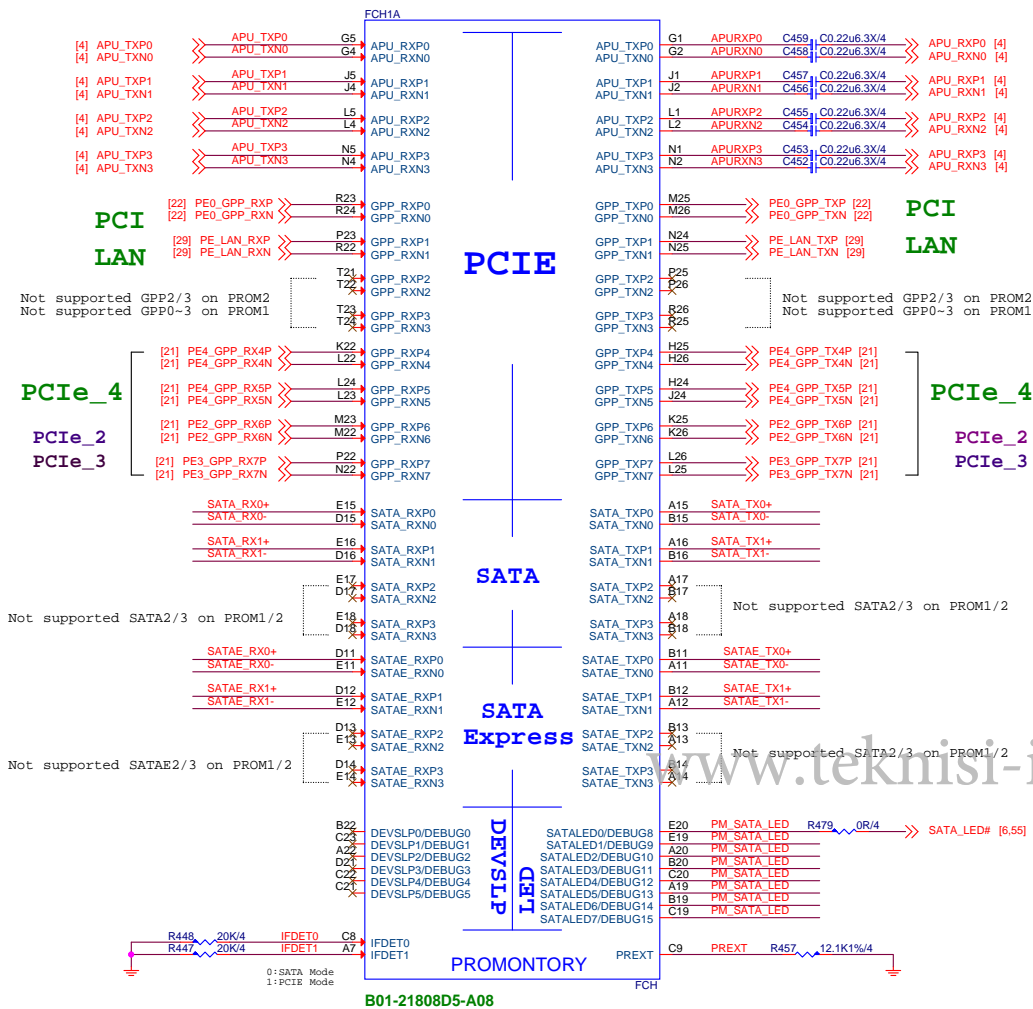 FCH1A
[4] APU_TXP0 APU_TXP0 G5 APU_RXP0 APU_TXP0 G1 APURXP0 C459 C0.22u6.3X/4 APU_RXP0 [4]
[4] APU_TXN0 APU_TXN0 G4 APU_RXN0 APU_TXN0 G2 APURXN0 C458 C0.22u6.3X/4 APU_RXN0 [4]
[4] APU_TXP1 APU_TXP1 J5 APU_RXP1 APU_TXP1 J1 APURXP1 C457 C0.22u6.3X/4 APU_RXP1 [4]
[4] APU_TXN1 APU_TXN1 J4 APU_RXN1 APU_TXN1 J2 APURXN1 C456 C0.22u6.3X/4 APU_RXN1 [4]
[4] APU_TXP2 APU_TXP2 L5 APU_RXP2 APU_TXP2 L1 APURXP2 C455 C0.22u6.3X/4 APU_RXP2 [4]
[4] APU_TXN2 APU_TXN2 L4 APU_RXN2 APU_TXN2 L2 APURXN2 C454 C0.22u6.3X/4 APU_RXN2 [4]
[4] APU_TXP3 APU_TXP3 N5 APU_RXP3 APU_TXP3 N1 APURXP3 C453 C0.22u6.3X/4 APU_RXP3 [4]
[4] APU_TXN3 APU_TXN3 N4 APU_RXN3 APU_TXN3 N2 APURXN3 C452 C0.22u6.3X/4 APU_RXN3 [4]
PCI [22] PE0_GPP_RXP R23 GPP_RXP0 GPP_TXP0 M25 PE0_GPP_TXP [22] PCI
[22] PE0_GPP_RXN R24 GPP_RXN0 GPP_TXN0 M26 PE0_GPP_TXN [22]
LAN [29] PE_LAN_RXP P23 GPP_RXP1 GPP_TXP1 N24 PE_LAN_TXP [29] LAN
[29] PE_LAN_RXN R22 GPP_RXN1 GPP_TXN1 N25 PE_LAN_TXN [29]
PCIE
T21 GPP_RXP2 GPP_TXP2 P25
T22 GPP_RXN2 GPP_TXN2 P26
Not supported GPP2/3 on PROM2 Not supported GPP2/3 on PROM2
Not supported GPP0~3 on PROM1 Not supported GPP0~3 on PROM1
T23 GPP_RXP3 GPP_TXP3 R26
T24 GPP_RXN3 GPP_TXN3 R25
[21] PE4_GPP_RX4P K22 GPP_RXP4 GPP_TXP4 H25 PE4_GPP_TX4P [21]
[21] PE4_GPP_RX4N L22 GPP_RXN4 GPP_TXN4 H26 PE4_GPP_TX4N [21]
PCIe_4 [21] PE4_GPP_RX5P L24 GPP_RXP5 GPP_TXP5 H24 PE4_GPP_TX5P [21] PCIe_4
[21] PE4_GPP_RX5N L23 GPP_RXN5 GPP_TXN5 J24 PE4_GPP_TX5N [21]
PCIe_2 [21] PE2_GPP_RX6P M23 GPP_RXP6 GPP_TXP6 K25 PE2_GPP_TX6P [21] PCIe_2
[21] PE2_GPP_RX6N M22 GPP_RXN6 GPP_TXN6 K26 PE2_GPP_TX6N [21]
PCIe_3 [21] PE3_GPP_RX7P P22 GPP_RXP7 GPP_TXP7 L26 PE3_GPP_TX7P [21] PCIe_3
[21] PE3_GPP_RX7N N22 GPP_RXN7 GPP_TXN7 L25 PE3_GPP_TX7N [21]
SATA_RX0+ E15 SATA_RXP0 SATA_TXP0 A15 SATA_TX0+
SATA_RX0- D15 SATA_RXN0 SATA_TXN0 B15 SATA_TX0-
SATA_RX1+ E16 SATA_RXP1 SATA_TXP1 A16 SATA_TX1+
SATA_RX1- D16 SATA_RXN1 SATA_TXN1 B16 SATA_TX1-
SATA
E17 SATA_RXP2 SATA_TXP2 A17
D17 SATA_RXN2 SATA_TXN2 B17
Not supported SATA2/3 on PROM1/2 Not supported SATA2/3 on PROM1/2
E18 SATA_RXP3 SATA_TXP3 A18
D18 SATA_RXN3 SATA_TXN3 B18
SATAE_RX0+ D11 SATAE_RXP0 SATAE_TXP0 B11 SATAE_TX0+
SATAE_RX0- E11 SATAE_RXN0 SATAE_TXN0 A11 SATAE_TX0-
SATAE_RX1+ D12 SATAE_RXP1 SATAE_TXP1 B12 SATAE_TX1+
SATAE_RX1- E12 SATAE_RXN1 SATAE_TXN1 A12 SATAE_TX1-
SATA
Express
D13 SATAE_RXP2 SATAE_TXP2 B13
E13 SATAE_RXN2 SATAE_TXN2 A13
Not supported SATAE2/3 on PROM1/2 Not supported SATA2/3 on PROM1/2
www.teknisi-i
D14 SATAE_RXP3 SATAE_TXP3 B14
E14 SATAE_RXN3 SATAE_TXN3 A14
B22 DEVSLP0/DEBUG0 SATALED0/DEBUG8 E20 PM_SATA_LED R479 0R/4 SATA_LED# [6,55]
C23 DEVSLP1/DEBUG1 SATALED1/DEBUG9 E19 PM_SATA_LED
A22 DEVSLP2/DEBUG2 SATALED2/DEBUG10 A20 PM_SATA_LED
D21 DEVSLP3/DEBUG3 SATALED3/DEBUG11 B20 PM_SATA_LED
C22 DEVSLP4/DEBUG4 SATALED4/DEBUG12 C20 PM_SATA_LED
C21 DEVSLP5/DEBUG5 SATALED5/DEBUG13 A19 PM_SATA_LED
SATALED6/DEBUG14 B19 PM_SATA_LED
SATALED7/DEBUG15 C19 PM_SATA_LED
DEVSLP
LED
R448 20K/4 IFDET0 C8 IFDET0
R447 20K/4 IFDET1 A7 IFDET1 PREXT C9 PREXT R457 12.1K1%/4
0:SATA Mode
1:PCIE Mode
PROMONTORY
FCH
B01-21808D5-A08